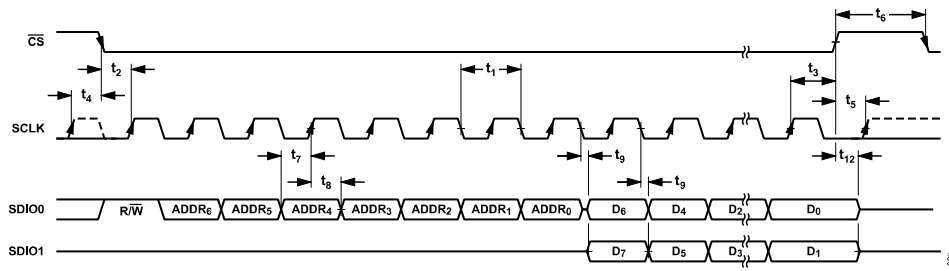 t6
CS
t2
t1
t3
t4
t5
SCLK
t7
t9
t12
t8
t9
SDIO0
R/W
ADDR6
ADDR5
ADDR4
ADDR3
ADDR2
ADDR1
ADDR0
D6
D4
D2
D0
SDIO1
D7
D5
D3
D1